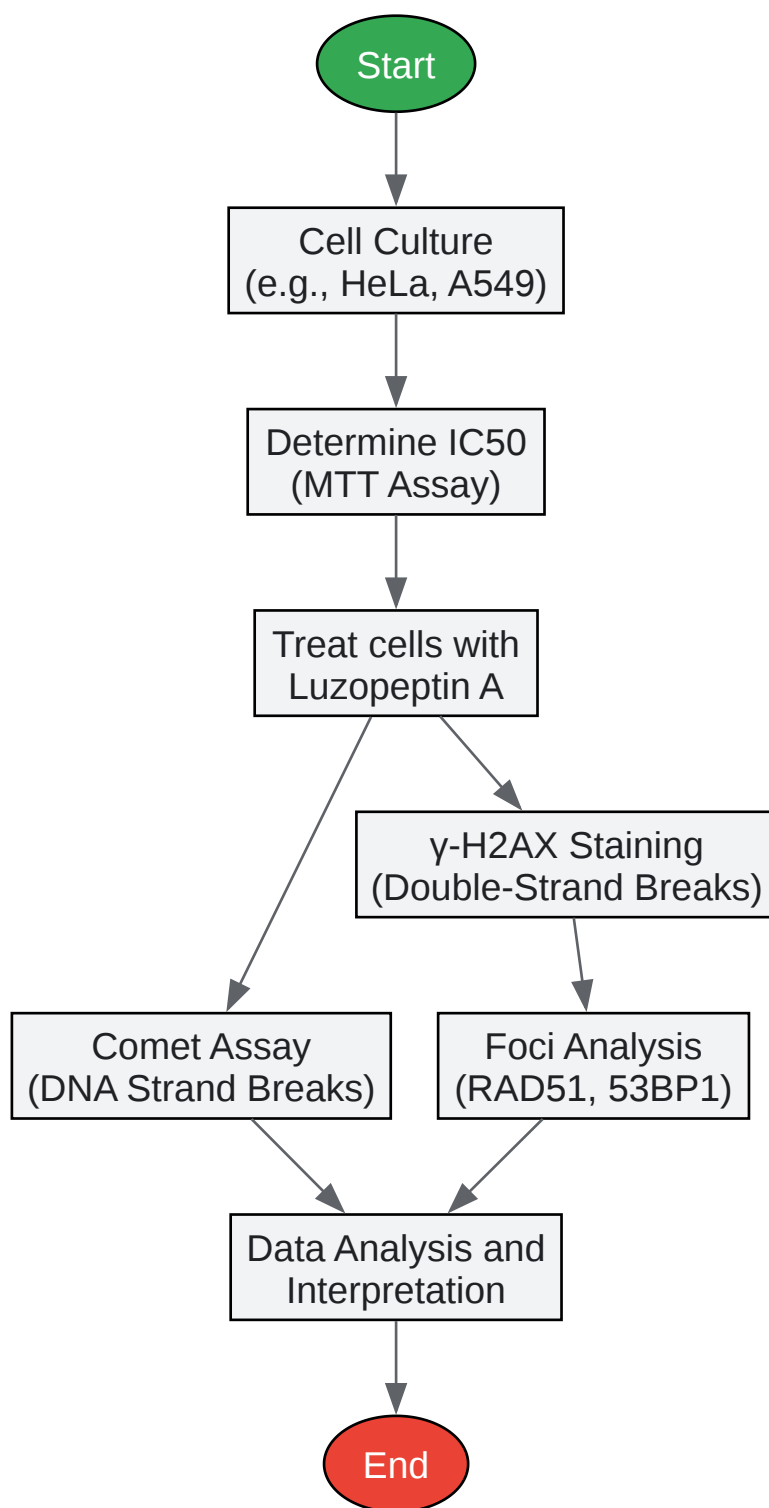 Start
Cell Culture
(e.g., HeLa, A549)
Determine IC50
(MTT Assay)
Treat cells with
Luzopeptin A
γ-H2AX Staining
(Double-Strand Breaks)
Comet Assay
(DNA Strand Breaks)
Foci Analysis
(RAD51, 53BP1)
Data Analysis and
Interpretation
End